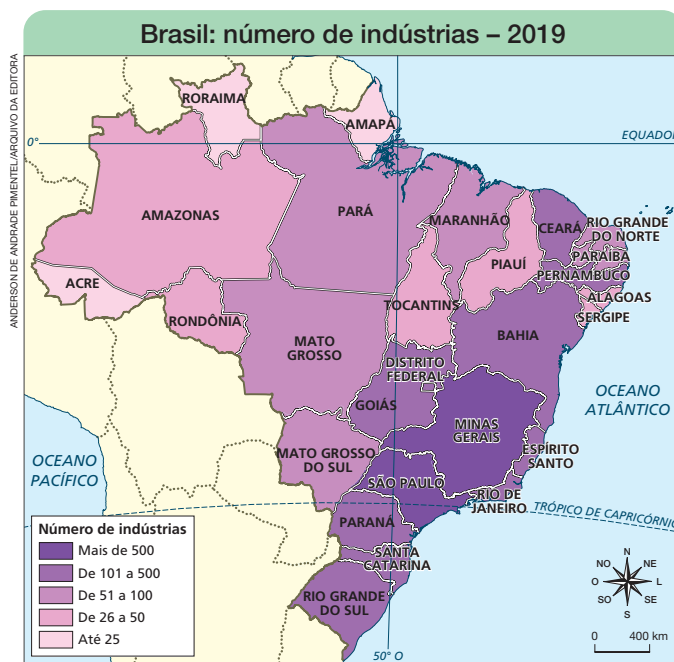 Brasil: número de indústrias – 2019
ANDERSON DE ANDRADE PIMENTEL/ARQUIVO DA EDITORA
RORAIMA
AMAPÁ
0°
EQUADOR
AMAZONAS
PARÁ
MARANHÃO
CEARÁ
RIO GRANDE
DO NORTE
PARAÍBA
PIAUÍ
PERNAMBUCO
ACRE
ALAGOAS
TOCANTINS
SERGIPE
RONDÔNIA
BAHIA
MATO
GROSSO
DISTRITO
FEDERAL
OCEANO
ATLÂNTICO
GOIÁS
MINAS
GERAIS
ESPÍRITO
SANTO
OCEANO
PACÍFICO
MATO GROSSO
DO SUL
SÃO PAULO
RIO DE
JANEIRO
TRÓPICO DE CAPRICÓRNIO
PARANÁ
SANTA
CATARINA
RIO GRANDE
DO SUL
Número de indústrias
Mais de 500
De 101 a 500
De 51 a 100
De 26 a 50
Até 25
N
NO
NE
O
L
SO
SE
S
0 400 km
50° O